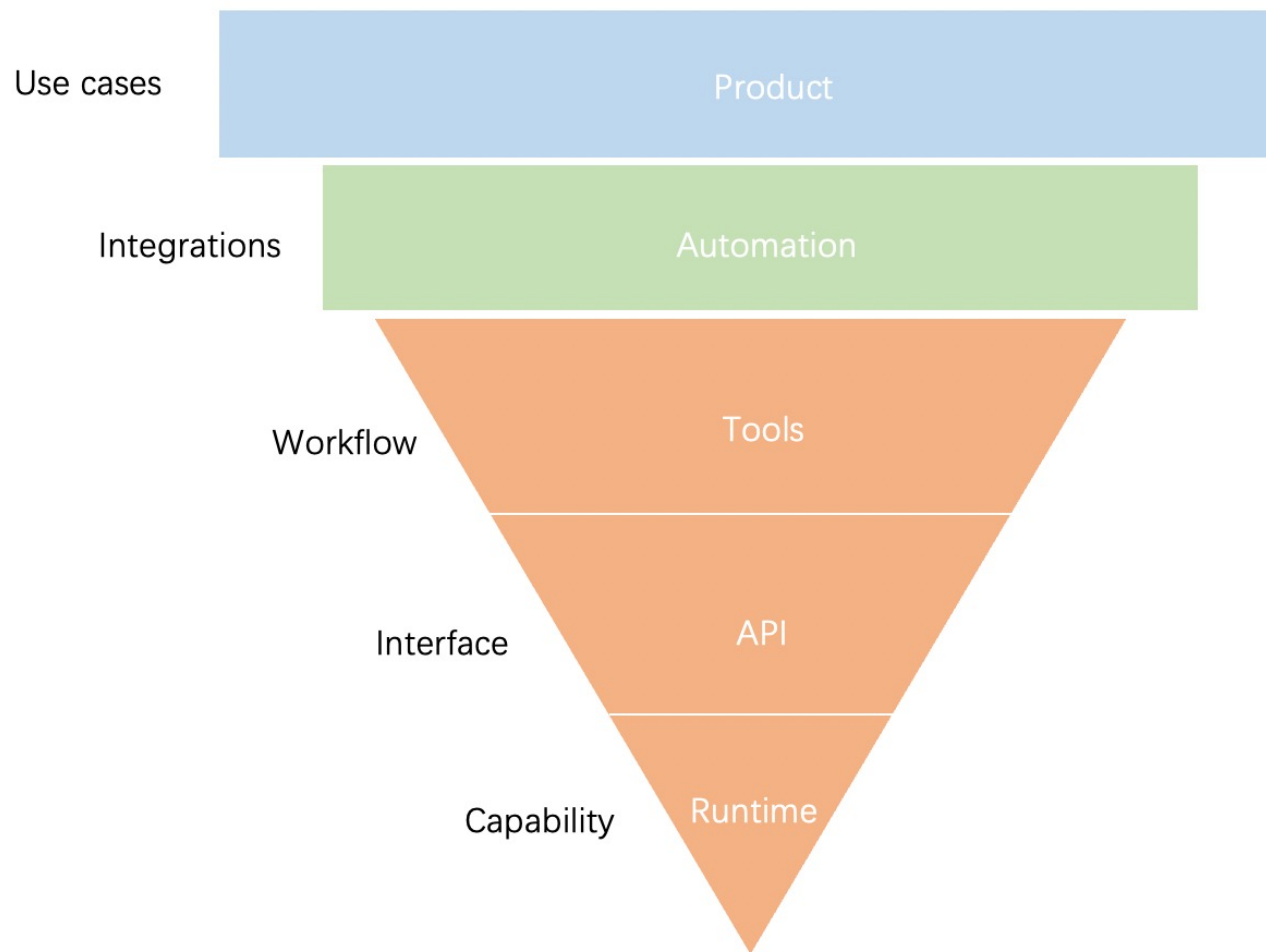 Use cases
Product
Integrations
Automation
Workflow
Tools
Interface
API
Capability
Runtime